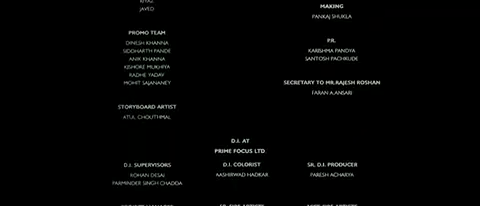 JAVED
PROMO TEAM
DINESH KHANNA
SIDDHARTH PANDE
ANIK KHANNA
KISHORE MUKHIYA
RADHE YADAV
MOHIT SAJNANEY
STORYBOARD ARTIST
ATUL CHOUTHMAL
MAKING
PANKAJ SHUKLA
P.R.
KARISHMA PANDYA
SANTOSH PACHKUDE
SECRETARY TO MR.RAJESH ROSHAN
FARAN A.ANSARI
D.I. AT
PRIME FOCUS LTD
D.I. SUPERVISORS
ROHAN DESAI
PARMINDER SINGH CHADDA
D.I. COLORIST
AASHIRWAD HADKAR
SR. D.I. PRODUCER
PARESH ACHARYA